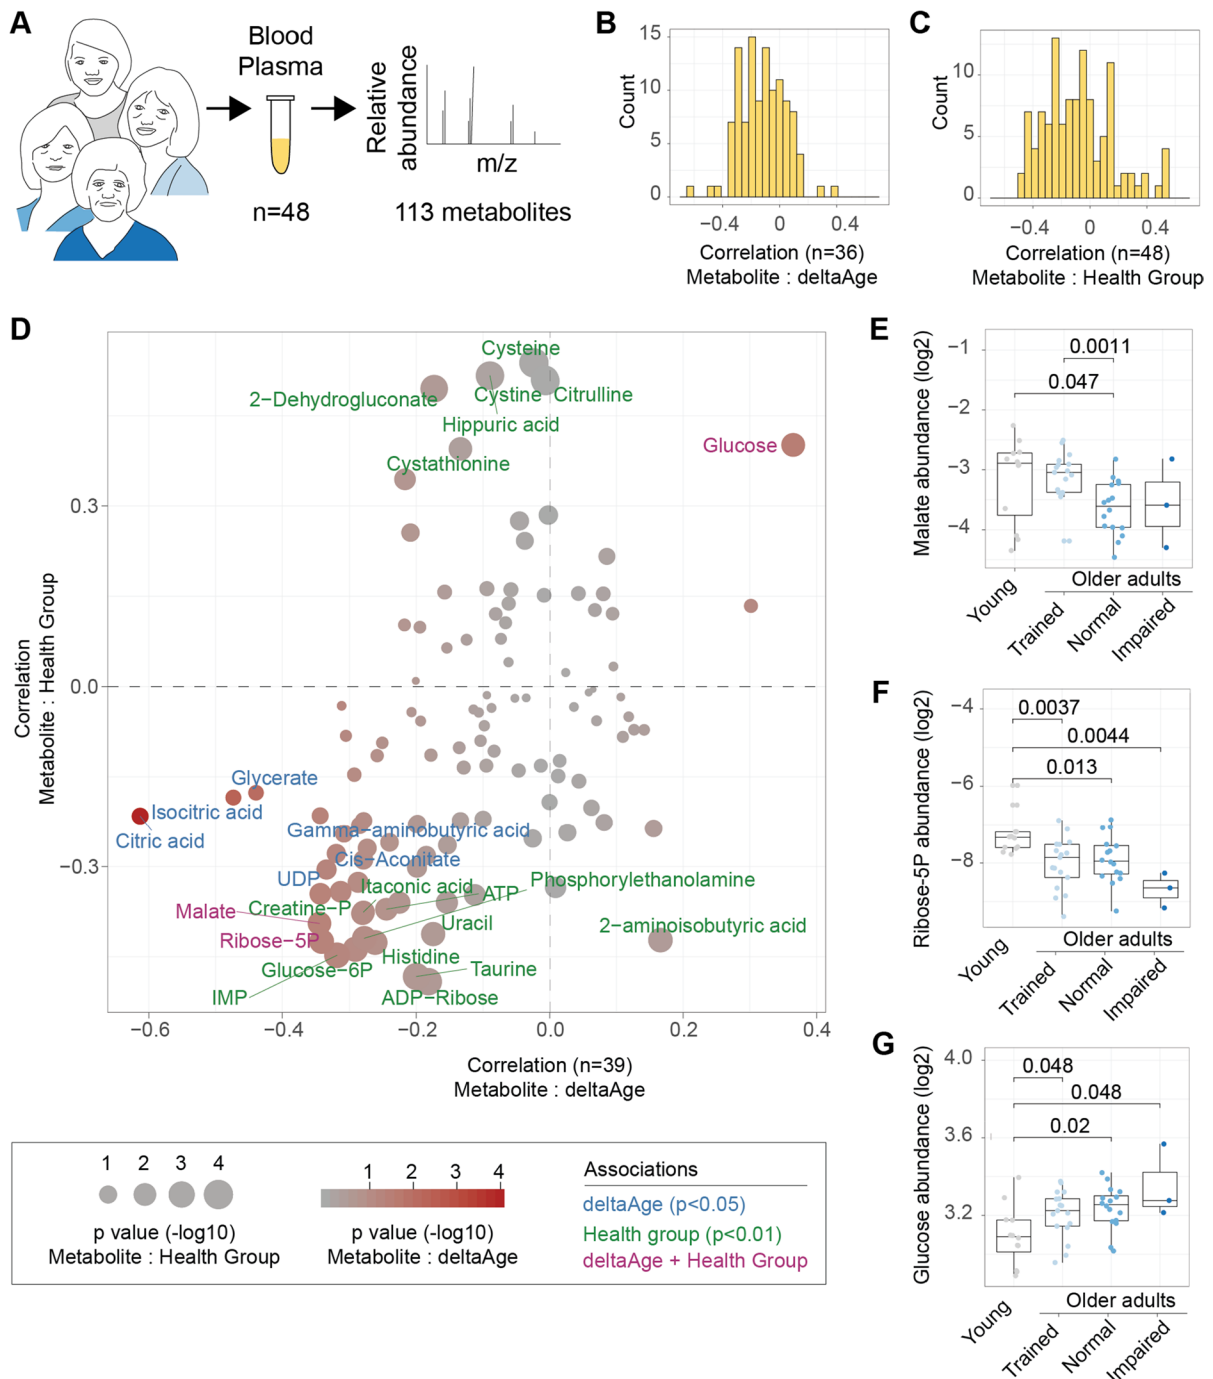 A
Blood
Plasma
n=48
Relative
abundance
m/z
113 metabolites
B
Count
15
10
5
0
−0.4
0
0.4
Correlation (n=36)
Metabolite : deltaAge
C
Count
10
5
0
−0.4
0
0.4
Correlation (n=48)
Metabolite : Health Group
D
Correlation
Metabolite : Health Group
0.3
0.0
−0.3
Cysteine
2−Dehydrogluconate
Cystine
Citrulline
Hippuric acid
Glucose
Cystathionine
Glycerate
Isocitric acid
Citric acid
Gamma−aminobutyric acid
Cis−Aconitate
UDP
Itaconic acid
ATP
Phosphorylethanolamine
Creatine−P
Malate
Uracil
2−aminoisobutyric acid
Ribose−5P
Histidine
Glucose−6P
Taurine
IMP
ADP−Ribose
−0.6
−0.4
−0.2
0.0
0.2
0.4
Correlation (n=39)
Metabolite : deltaAge
1 2 3 4
p value (-log10)
Metabolite : Health Group
1 2 3 4
p value (-log10)
Metabolite : deltaAge
Associations
deltaAge (p<0.05)
Health group (p<0.01)
deltaAge + Health Group
E
Malate abundance (log2)
−1
−2
−3
−4
0.0011
0.047
Older adults
Young
Trained
Normal
Impaired
F
Ribose-5P abundance (log2)
−4
−6
−8
0.0037
0.0044
0.013
Older adults
Young
Trained
Normal
Impaired
G
Glucose abundance (log2)
4.0
3.6
3.2
0.048
0.048
0.02
Older adults
Young
Trained
Normal
Impaired